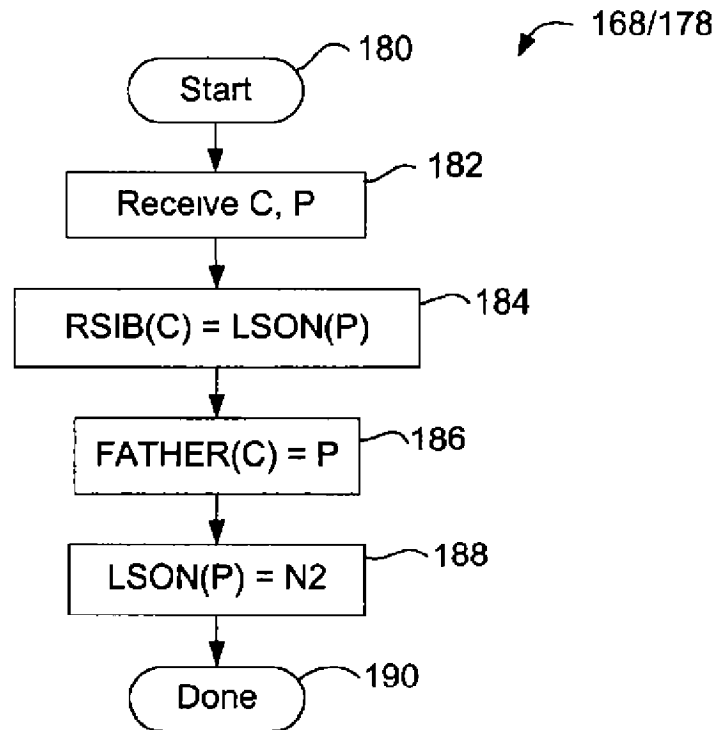 168/178
180
Start
182
Receive C, P
184
RSIB(C) = LSON(P)
186
FATHER(C) = P
188
LSON(P) = N2
190
Done